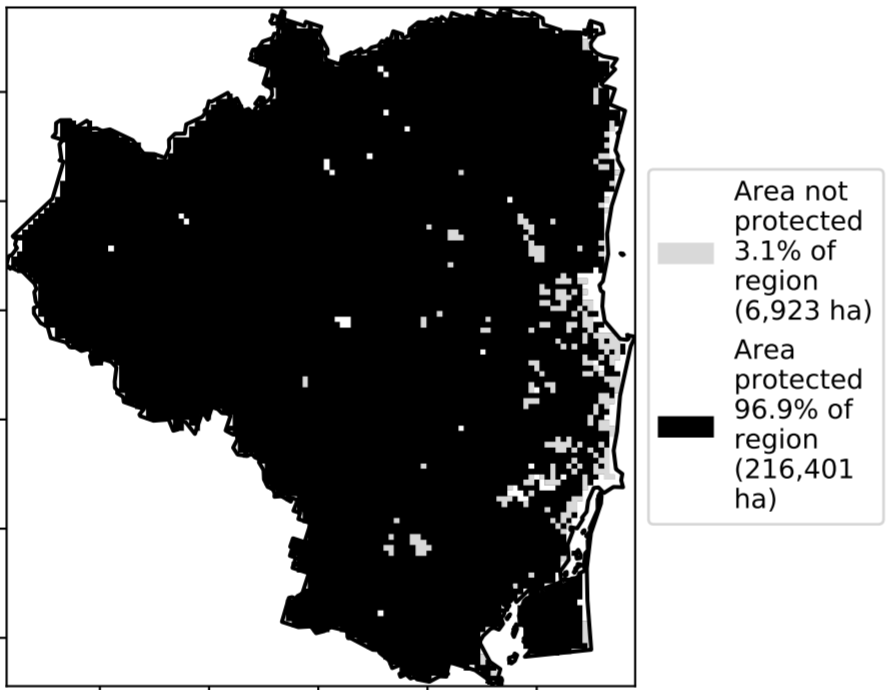 Area not
protected
3.1% of
region
(6,923 ha)
Area
protected
96.9% of
region
(216,401
ha)